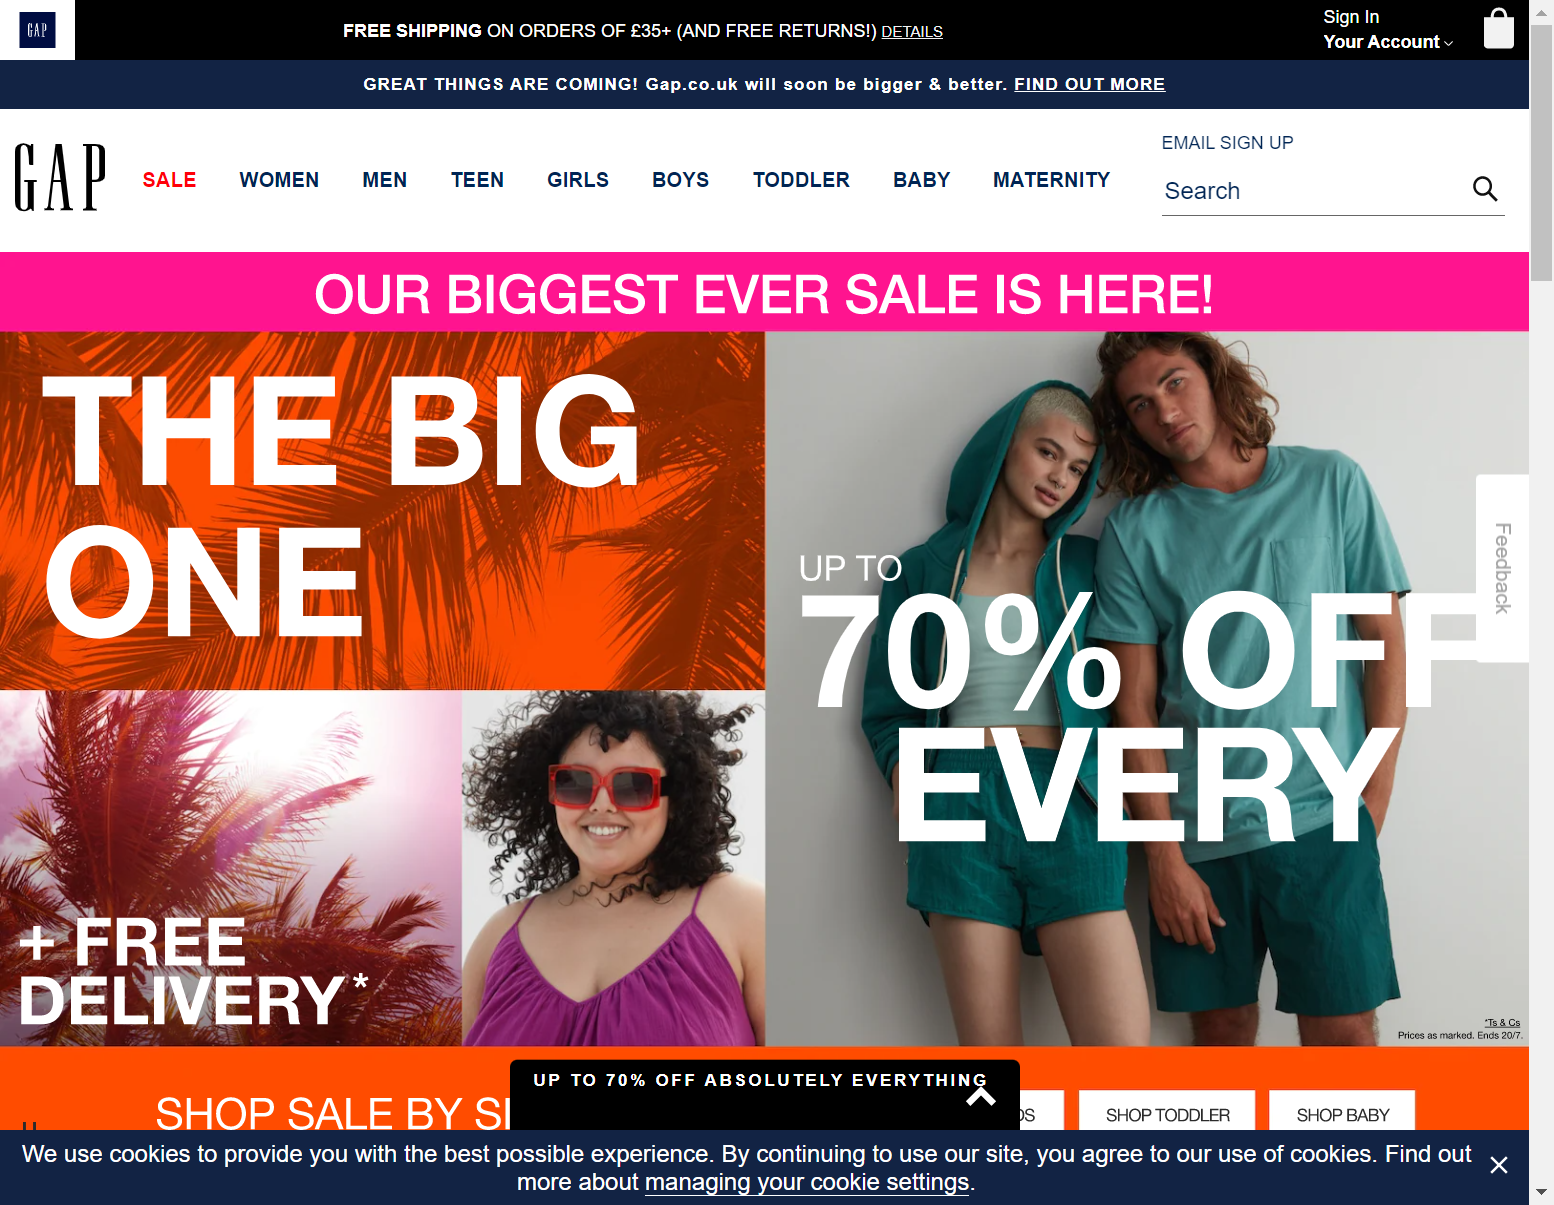 GAP
FREE SHIPPING ON ORDERS OF £35+ (AND FREE RETURNS!) DETAILS
Sign In
Your Account
GREAT THINGS ARE COMING! Gap.co.uk will soon be bigger & better. FIND OUT MORE
GAP
SALE WOMEN MEN TEEN GIRLS BOYS TODDLER BABY MATERNITY
EMAIL SIGN UP
Search
OUR BIGGEST EVER SALE IS HERE!
THE BIG
ONE
UP TO
70% OFF
EVERY
Feedback
+ FREE
DELIVERY*
*Ts & Cs
Prices as marked. Ends 20/7.
UP TO 70% OFF ABSOLUTELY EVERYTHING
SHOP SALE BY
SHOP TODDLER
SHOP BABY
We use cookies to provide you with the best possible experience. By continuing to use our site, you agree to our use of cookies. Find out
more about managing your cookie settings.